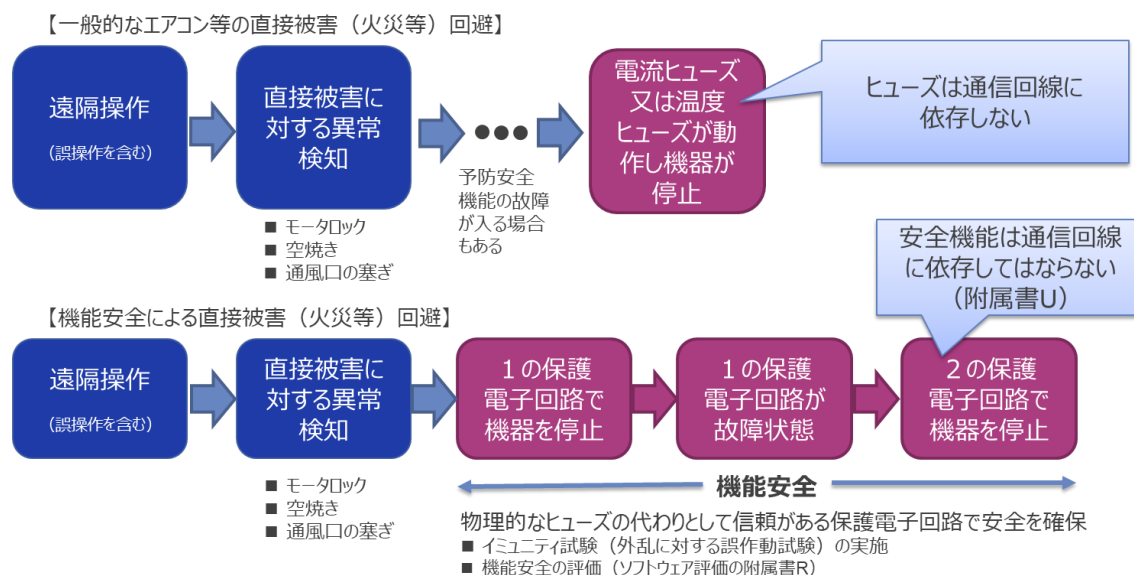 【一般的なエアコン等の直接被害（火災等）回避】
遠隔操作
（誤操作を含む）
直接被害に
対する異常
検知
•••
電流ヒューズ
又は温度
ヒューズが動
作し機器が
停止
ヒューズは通信回線に
依存しない
予防安全
機能の故障
が入る場合
もある
■ モータロック
■ 空焼き
■ 通風口の塞ぎ
安全機能は通信回線
に依存してはならない
（附属書U）
【機能安全による直接被害（火災等）回避】
遠隔操作
（誤操作を含む）
直接被害に
対する異常
検知
１の保護
電子回路で
機器を停止
１の保護
電子回路が
故障状態
２の保護
電子回路で
機器を停止
■ モータロック
■ 空焼き
■ 通風口の塞ぎ
機能安全
物理的なヒューズの代わりとして信頼がある保護電子回路で安全を確保
■ イミュニティ試験（外乱に対する誤作動試験）の実施
■ 機能安全の評価（ソフトウェア評価の附属書R）